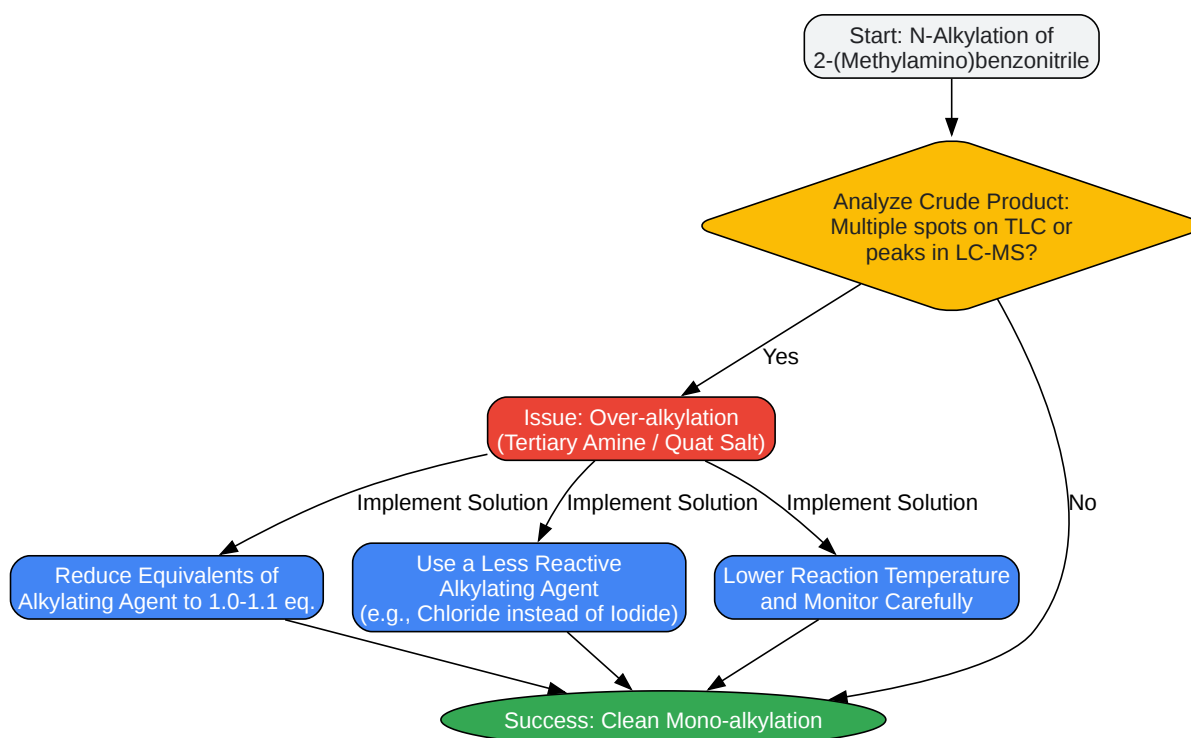 Start: N-Alkylation of
2-(Methylamino)benzonitrile
Analyze Crude Product:
Multiple spots on TLC or
peaks in LC-MS?
Yes
Issue: Over-alkylation
(Tertiary Amine / Quat Salt)
Implement Solution
Implement Solution
Implement Solution
No
Reduce Equivalents of
Alkylating Agent to 1.0-1.1 eq.
Use a Less Reactive
Alkylating Agent
(e.g., Chloride instead of Iodide)
Lower Reaction Temperature
and Monitor Carefully
Success: Clean Mono-alkylation